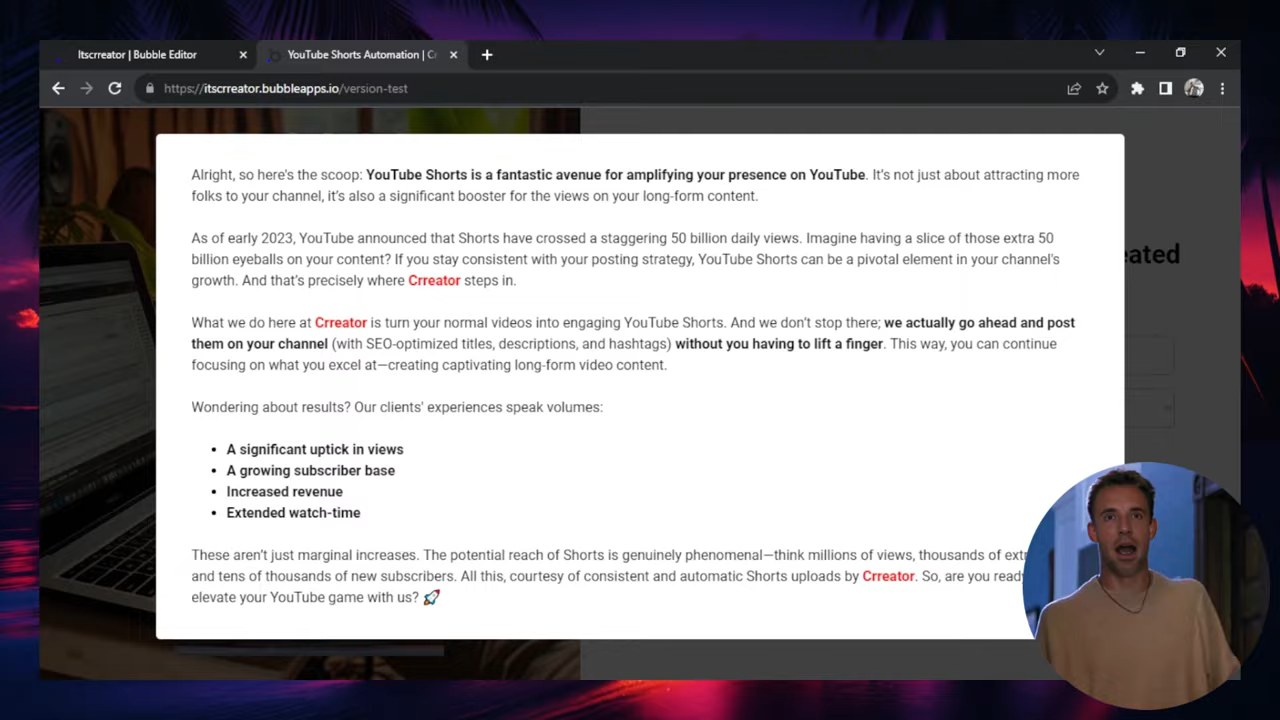 Itscrreator | Bubble Editor
YouTube Shorts Automation | Cr
https://itscrreator.bubbleapps.io/version-test
Alright, so here's the scoop: YouTube Shorts is a fantastic avenue for amplifying your presence on YouTube. It's not just about attracting more
folks to your channel, it's also a significant booster for the views on your long-form content.
As of early 2023, YouTube announced that Shorts have crossed a staggering 50 billion daily views. Imagine having a slice of those extra 50
billion eyeballs on your content? If you stay consistent with your posting strategy, YouTube Shorts can be a pivotal element in your channel's
growth. And that's precisely where Crreator steps in.
What we do here at Crreator is turn your normal videos into engaging YouTube Shorts. And we don't stop there; we actually go ahead and post
them on your channel (with SEO-optimized titles, descriptions, and hashtags) without you having to lift a finger. This way, you can continue
focusing on what you excel at—creating captivating long-form video content.
Wondering about results? Our clients' experiences speak volumes:
• A significant uptick in views
• A growing subscriber base
• Increased revenue
• Extended watch-time
These aren't just marginal increases. The potential reach of Shorts is genuinely phenomenal—think millions of views, thousands of
and tens of thousands of new subscribers. All this, courtesy of consistent and automatic Shorts uploads by Crreator. So, are you ready
elevate your YouTube game with us? 🚀
eated